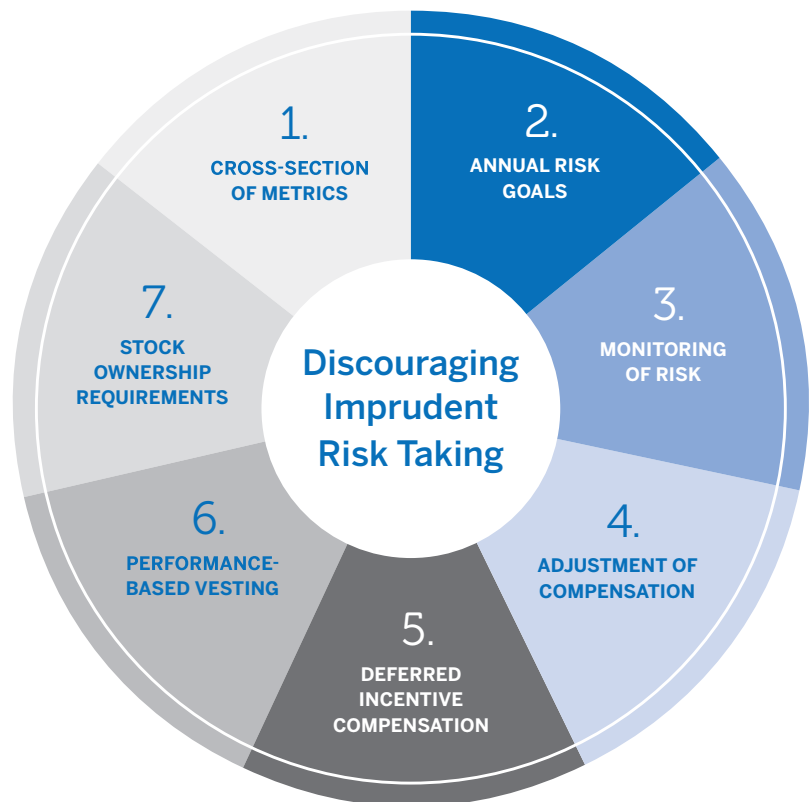 Discouraging
Imprudent
Risk Taking
1.
CROSS-SECTION
OF METRICS
2.
ANNUAL RISK
GOALS
3.
MONITORING
OF RISK
4.
ADJUSTMENT OF
COMPENSATION
5.
DEFERRED
INCENTIVE
COMPENSATION
6.
PERFORMANCE-
BASED VESTING
7.
STOCK
OWNERSHIP
REQUIREMENTS